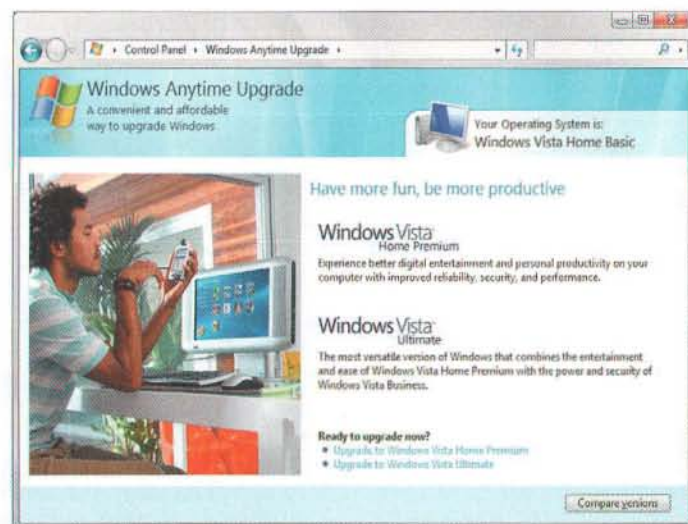 Control Panel Windows Anytime Upgrade
Windows Anytime Upgrade
A convenient and affordable
way to upgrade Windows
Your Operating System is:
Windows Vista Home Basic
Have more fun, be more productive
Windows Vista
Home Premium
Experience better digital entertainment and personal productivity on your
computer with improved reliability, security, and performance.
Windows Vista
Ultimate
The most versatile version of Windows that combines the entertainment
and ease of Windows Vista Home Premium with the power and security of
Windows Vista Business.
Ready to upgrade now?
Upgrade to Windows Vista Home Premium
Upgrade to Windows Vista Ultimate
Compare versions